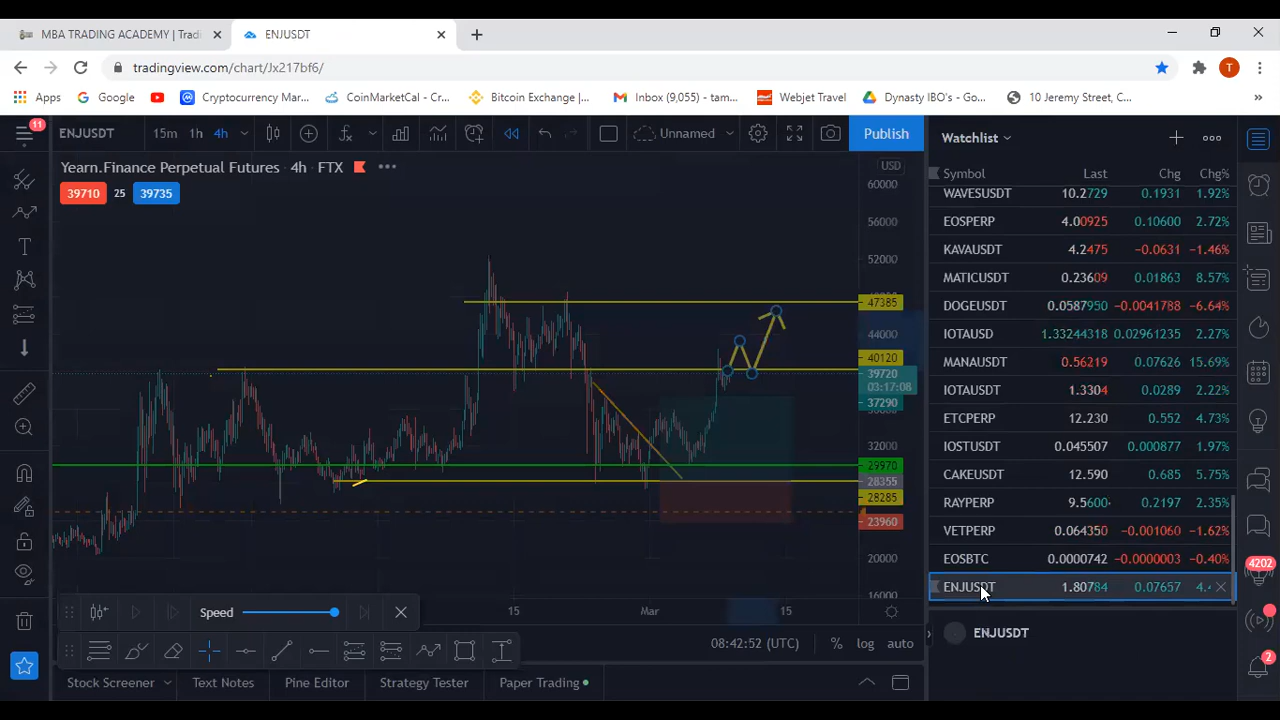 MBA TRADING ACADEMY | Tradi
ENJUSDT
tradingview.com/chart/Jx217bf6/
T
Apps
Google
Cryptocurrency Mar...
CoinMarketCal - Cr...
Bitcoin Exchange |...
Inbox (9,055) - tam...
Webjet Travel
Dynasty IBO's - Go...
10 Jeremy Street, C...
»
11
ENJUSDT
15m
1h
4h
Unnamed
Publish
Watchlist
Yearn.Finance Perpetual Futures · 4h · FTX
USD
39710
25
39735
Symbol Last Chg Chg%
WAVESUSDT 10.2729 0.1931 1.92%
EOSPERP 4.00925 0.10600 2.72%
KAVAUSDT 4.2475 −0.0631 −1.46%
MATICUSDT 0.23609 0.01863 8.57%
DOGEUSDT 0.0587950 −0.0041788 −6.64%
IOTAUSD 1.33244318 0.02961235 2.27%
MANAUSDT 0.56219 0.07626 15.69%
IOTAUSDT 1.3304 0.0289 2.22%
ETCPERP 12.230 0.552 4.73%
IOSTUSDT 0.045507 0.000877 1.97%
CAKEUSDT 12.590 0.685 5.75%
RAYPERP 9.5600 0.2197 2.35%
VETPERP 0.064350 −0.001060 −1.62%
EOSBTC 0.0000742 −0.0000003 −0.40%
ENJUSDT 1.80784 0.07657
60000
56000
52000
47385
44000
40120
39720
03:17:08
37290
32000
29970
28355
28285
23960
20000
16000
4202
Speed
15
Mar
15
ENJUSDT
08:42:52 (UTC)
%
log
auto
2
Stock Screener
Text Notes
Pine Editor
Strategy Tester
Paper Trading